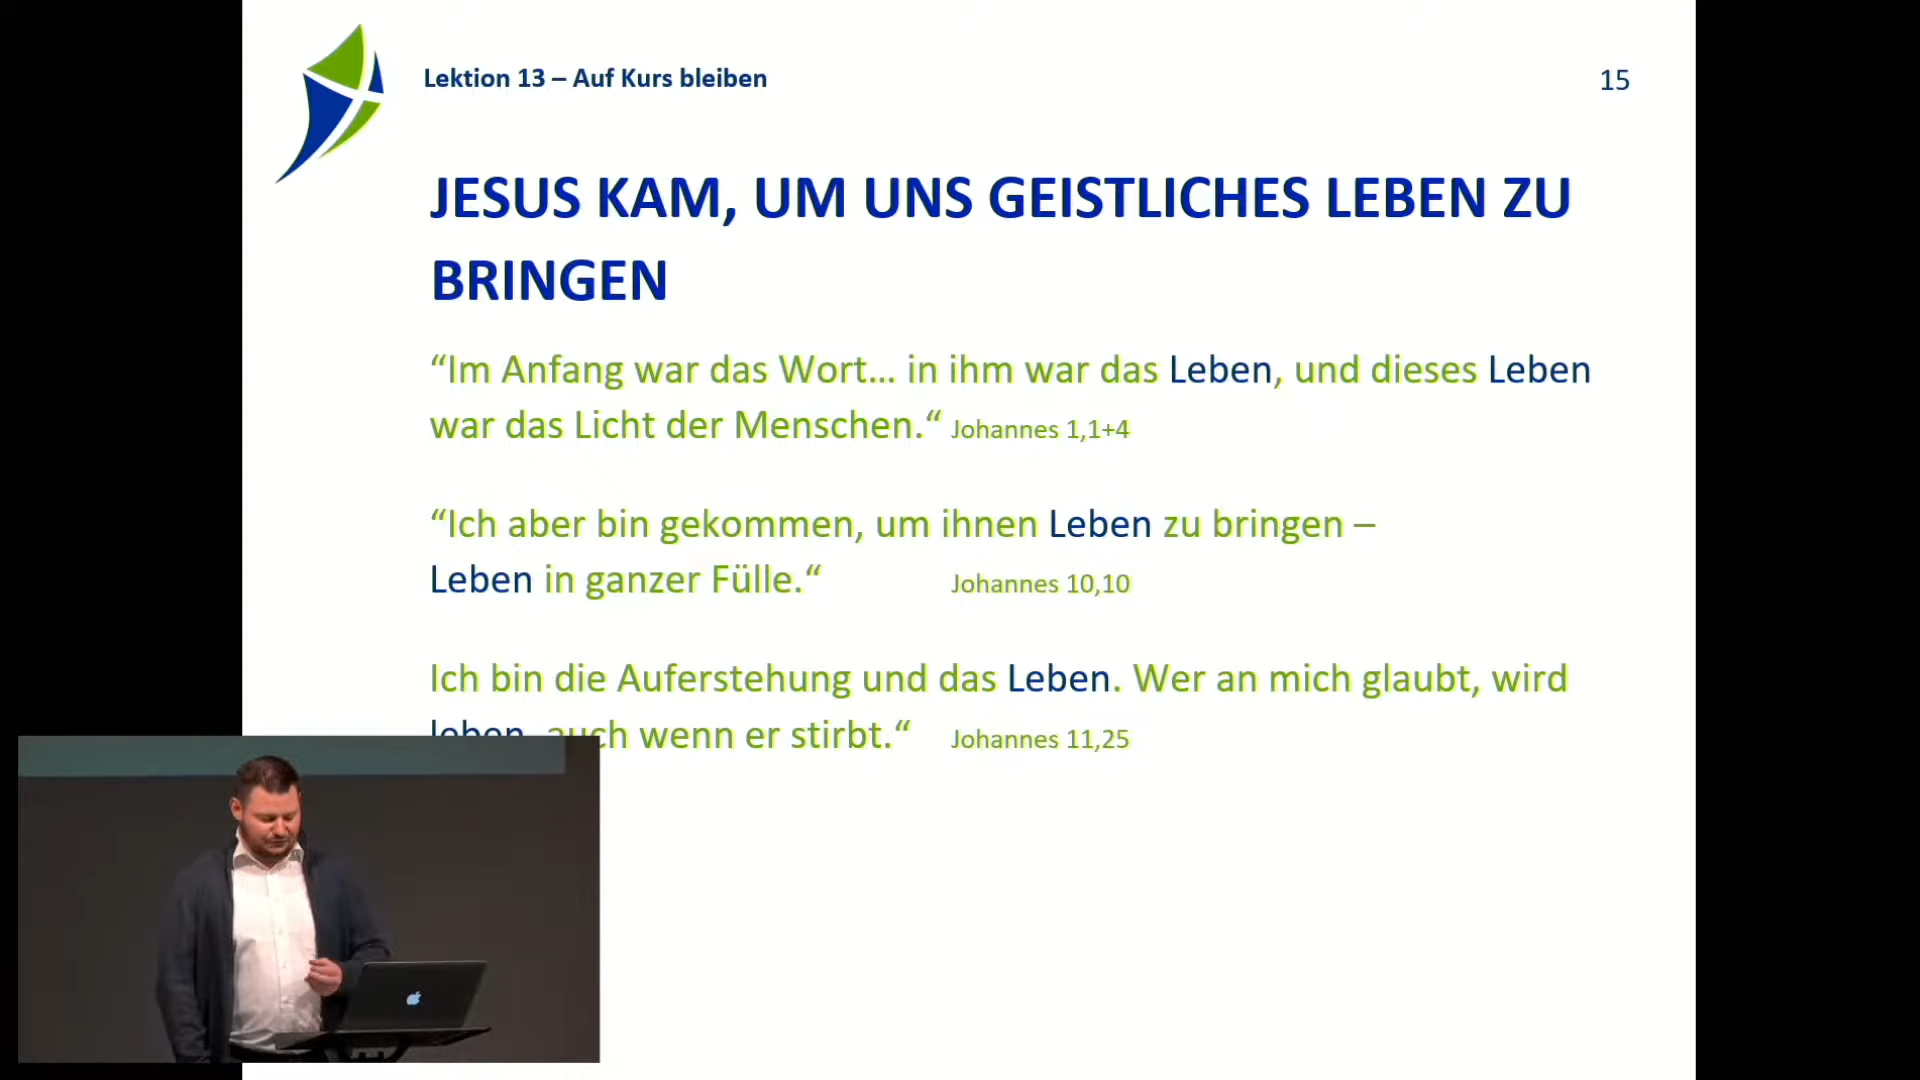 Lektion 13 – Auf Kurs bleiben
15
JESUS KAM, UM UNS GEISTLICHES LEBEN ZU
BRINGEN
“Im Anfang war das Wort... in ihm war das Leben, und dieses Leben
war das Licht der Menschen.“ Johannes 1,1+4
“Ich aber bin gekommen, um ihnen Leben zu bringen –
Leben in ganzer Fülle.“ Johannes 10,10
Ich bin die Auferstehung und das Leben. Wer an mich glaubt, wird
leben, auch wenn er stirbt.“ Johannes 11,25